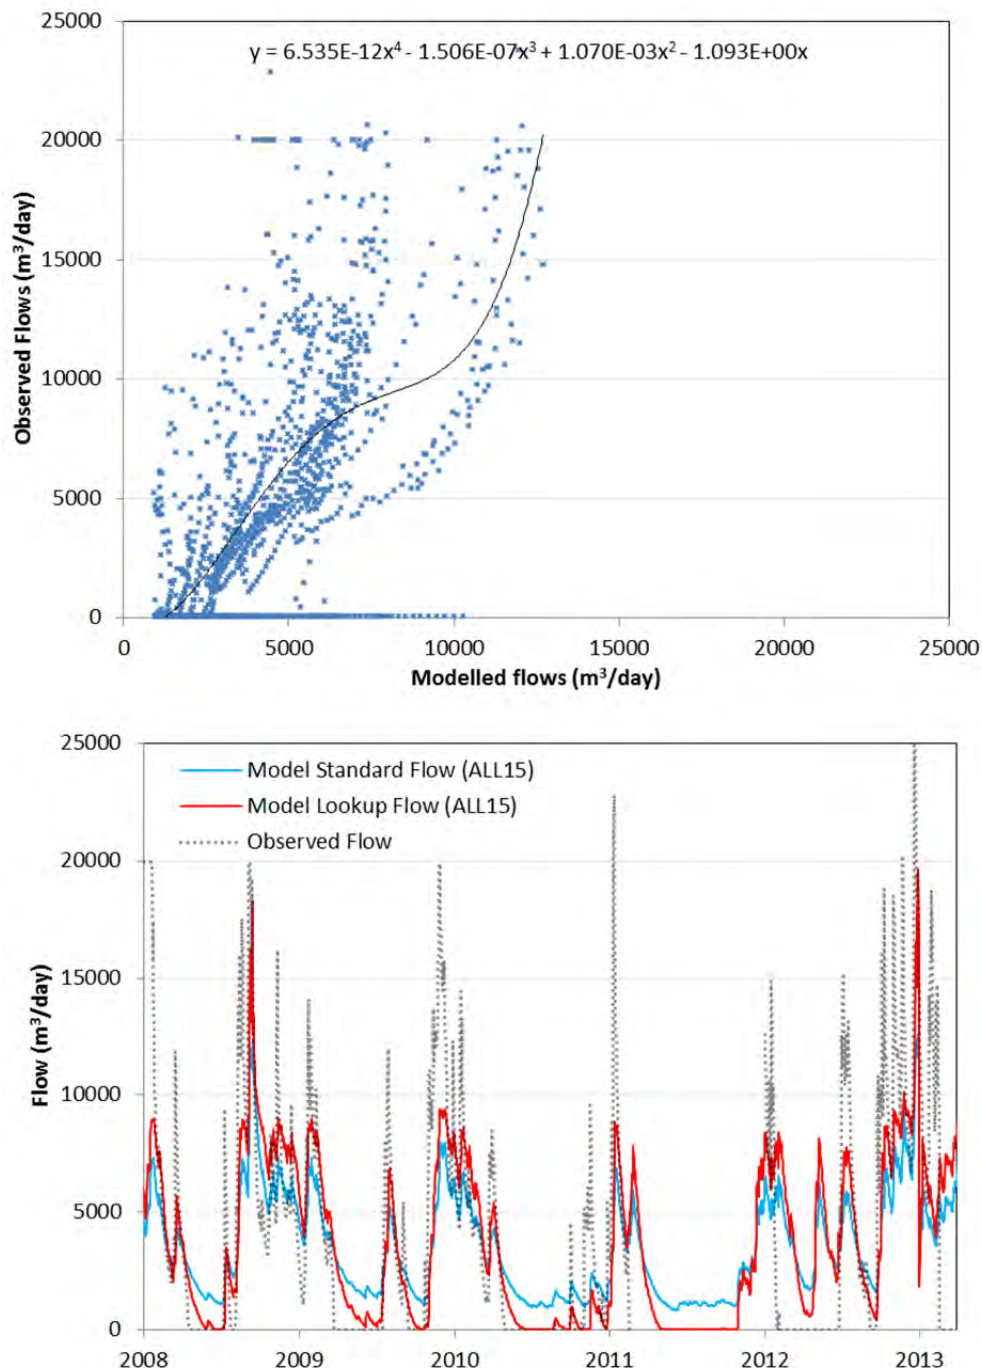 25000
y = 6.535E-12x⁴ - 1.506E-07x³ + 1.070E-03x² - 1.093E+00x
20000
15000
10000
5000
0
Observed Flows (m³/day)
0 5000 10000 15000 20000 25000
Modelled flows (m³/day)
25000
Model Standard Flow (ALL15)
Model Lookup Flow (ALL15)
Observed Flow
20000
15000
10000
5000
0
Flow (m³/day)
2008 2009 2010 2011 2012 2013